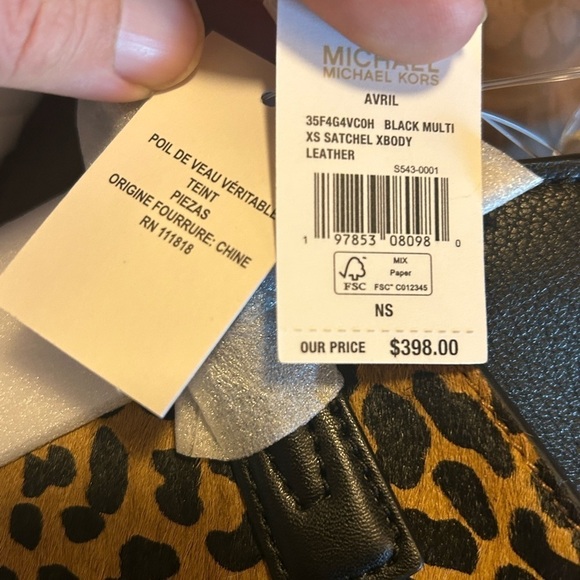 POIL DE VEAU VÉRITABLE
TEINT
PIEZAS
ORIGINE FOURRURE: CHINE
RN 111818
MICHAEL
MICHAEL KORS
AVRIL
35F4G4VC0H BLACK MULTI
XS SATCHEL XBODY
LEATHER
S543-0001
1 97853 08098 0
MIX
Paper
FSC FSC™ C012345
NS
OUR PRICE $398.00